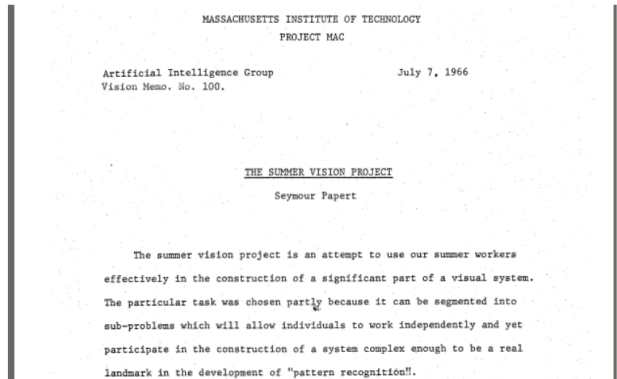 MASSACHUSETTS INSTITUTE OF TECHNOLOGY
PROJECT MAC
Artificial Intelligence Group July 7, 1966
Vision Memo. No. 100.
THE SUMMER VISION PROJECT
Seymour Papert
The summer vision project is an attempt to use our summer workers
effectively in the construction of a significant part of a visual system.
The particular task was chosen partly because it can be segmented into
sub-problems which will allow individuals to work independently and yet
participate in the construction of a system complex enough to be a real
landmark in the development of "pattern recognition".